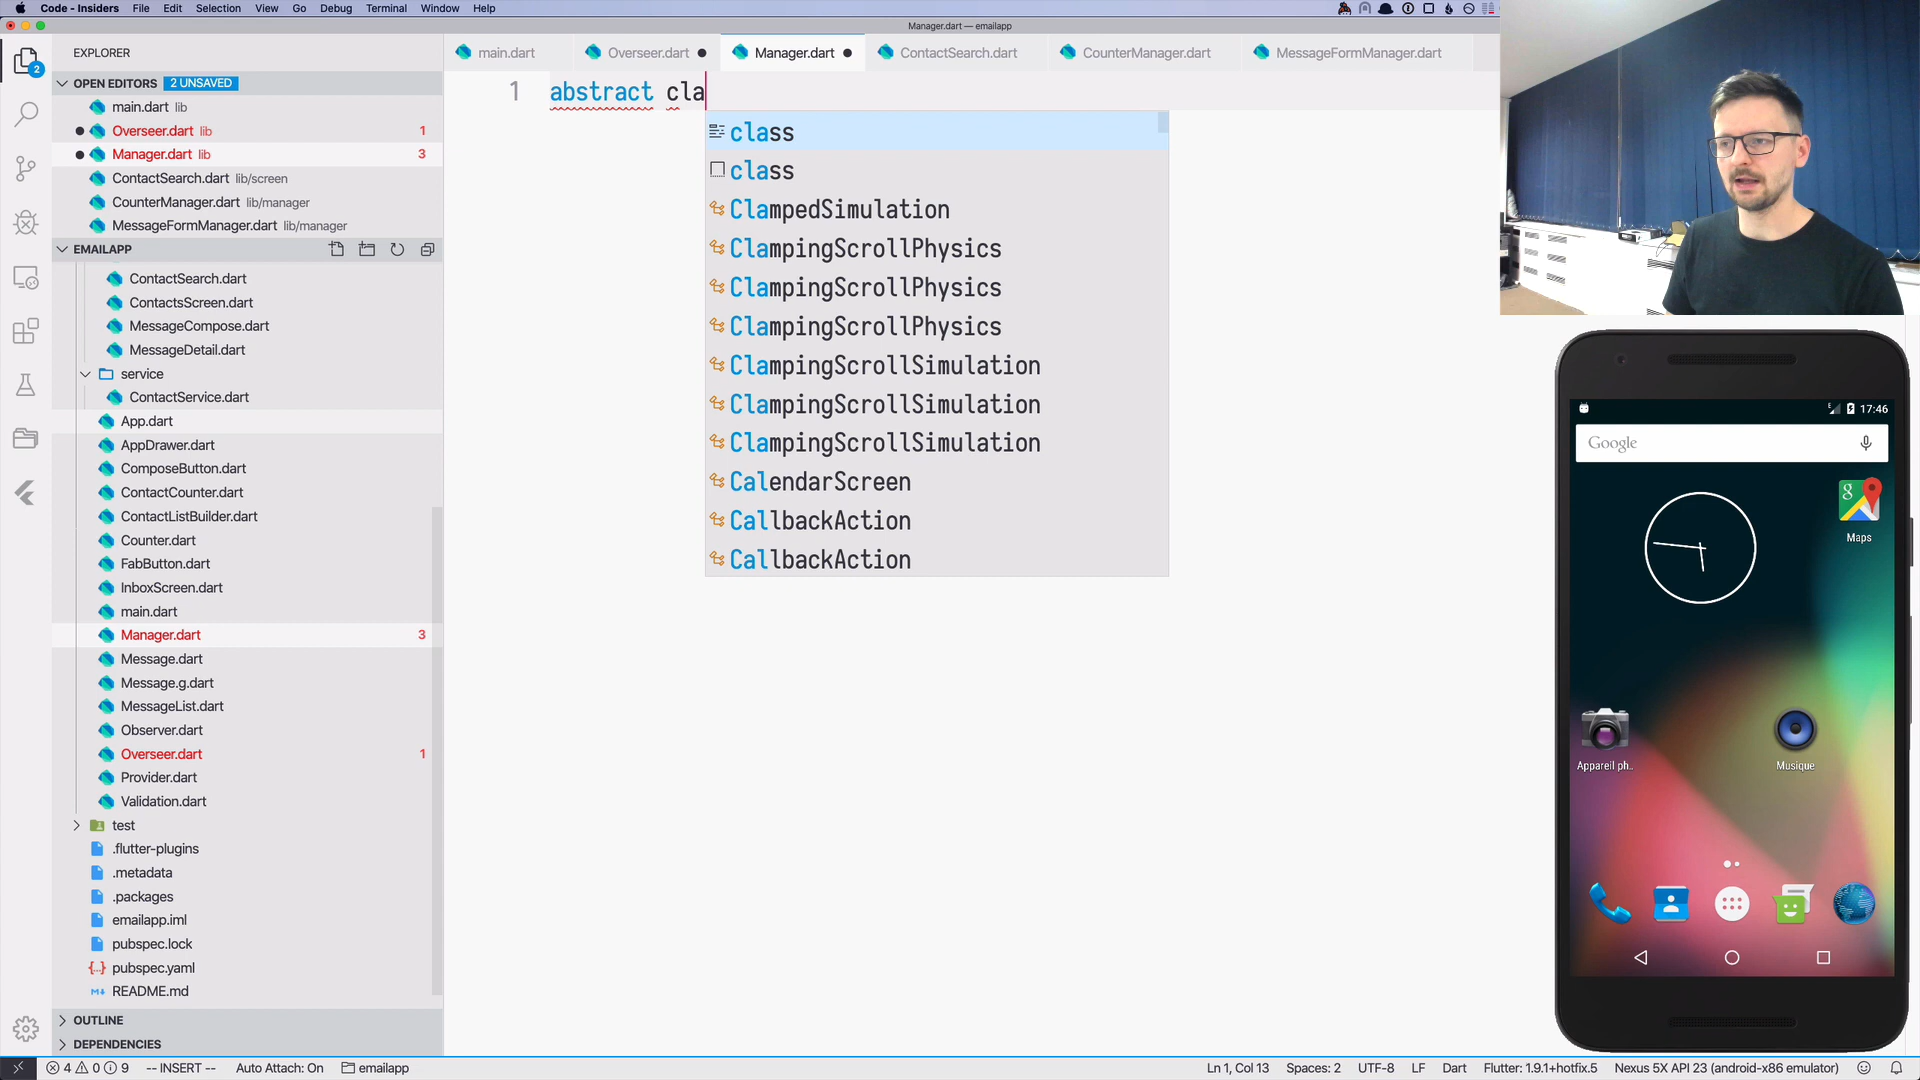 Code - Insiders File Edit Selection View Go Debug Terminal Window Help
Manager.dart — emailapp
EXPLORER
main.dart
Overseer.dart
Manager.dart
ContactSearch.dart
CounterManager.dart
MessageFormManager.dart
OPEN EDITORS 2 UNSAVED
2
main.dart lib
Overseer.dart lib 1
Manager.dart lib 3
ContactSearch.dart lib/screen
CounterManager.dart lib/manager
MessageFormManager.dart lib/manager
EMAILAPP
ContactSearch.dart
ContactsScreen.dart
MessageCompose.dart
MessageDetail.dart
service
ContactService.dart
App.dart
AppDrawer.dart
ComposeButton.dart
ContactCounter.dart
ContactListBuilder.dart
Counter.dart
FabButton.dart
InboxScreen.dart
main.dart
Manager.dart 3
Message.dart
Message.g.dart
MessageList.dart
Observer.dart
Overseer.dart 1
Provider.dart
Validation.dart
test
.flutter-plugins
.metadata
.packages
emailapp.iml
pubspec.lock
pubspec.yaml
README.md
OUTLINE
DEPENDENCIES
1 abstract cla
class
class
ClampedSimulation
ClampingScrollPhysics
ClampingScrollPhysics
ClampingScrollPhysics
ClampingScrollSimulation
ClampingScrollSimulation
ClampingScrollSimulation
CalendarScreen
CallbackAction
CallbackAction
17:46
Google
Maps
Appareil ph..
Musique
4 0 9 -- INSERT -- Auto Attach: On emailapp
Ln 1, Col 13 Spaces: 2 UTF-8 LF Dart Flutter: 1.9.1+hotfix.5 Nexus 5X API 23 (android-x86 emulator)